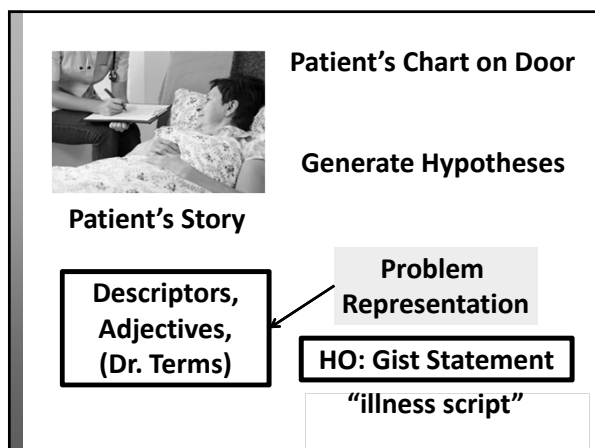 Patient’s Chart on Door
Generate Hypotheses
Patient’s Story
Descriptors,
Adjectives,
(Dr. Terms)
Problem
Representation
HO: Gist Statement
“illness script”